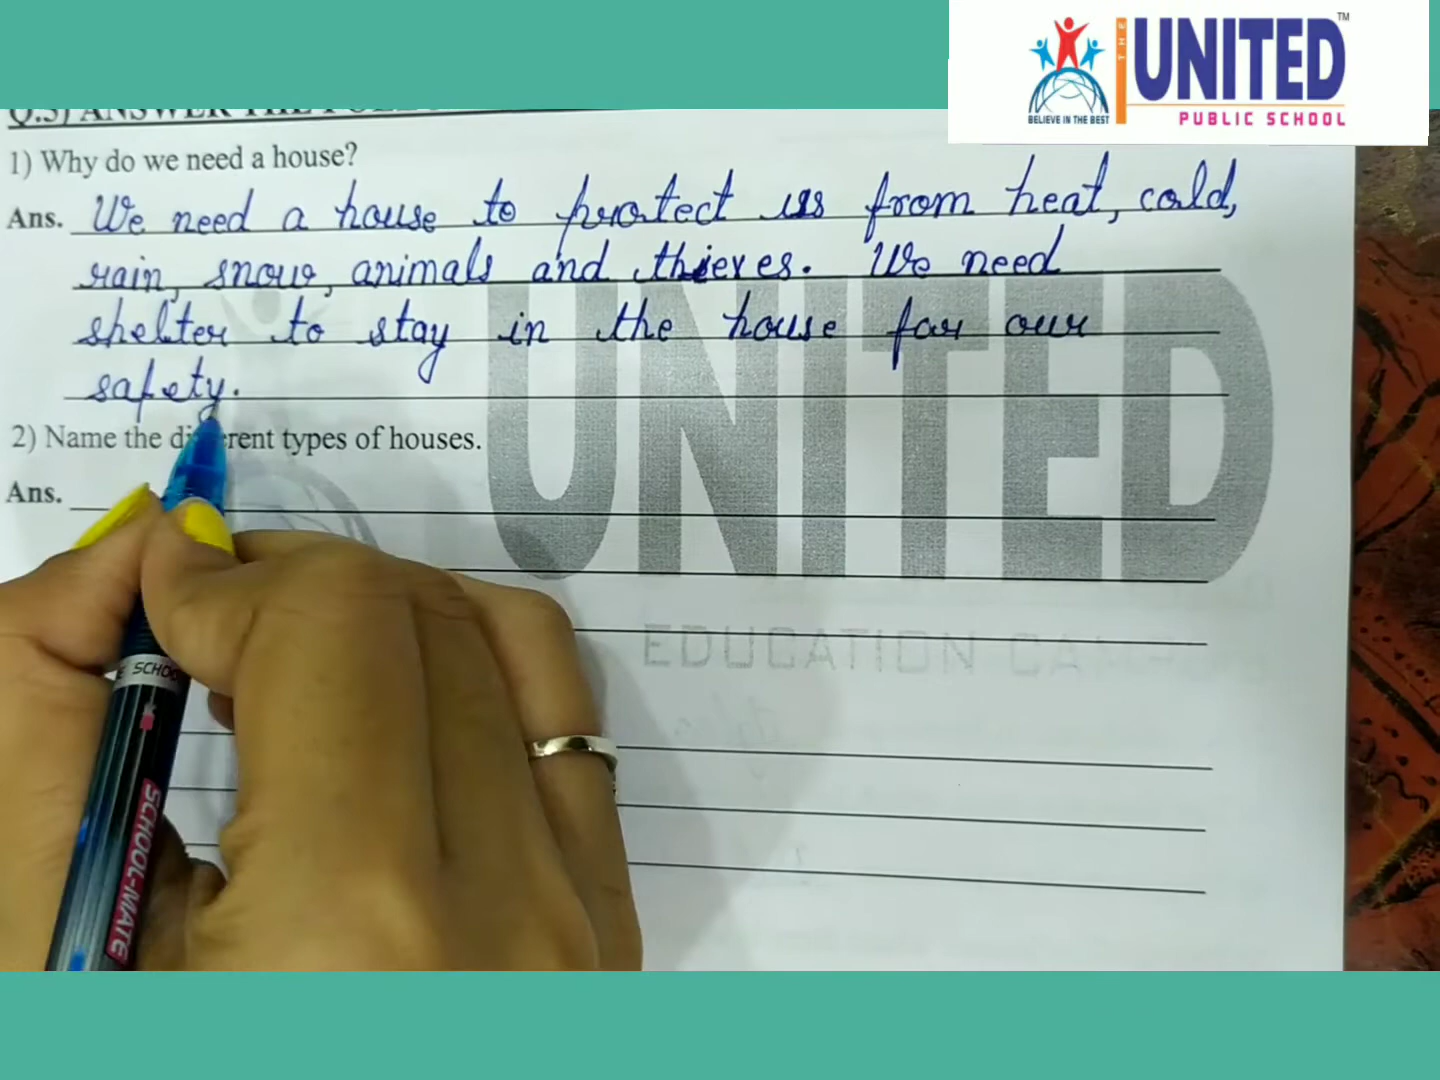 THE UNITED TM
PUBLIC SCHOOL
BELIEVE IN THE BEST
1) Why do we need a house?
Ans. We need a house to protect us from heat, cold,
rain, snow, animals and thieves. We need
shelter to stay in the house for our
safety.
2) Name the different types of houses.
Ans.
UNITED
EDUCATION
SCHOOL-MATE